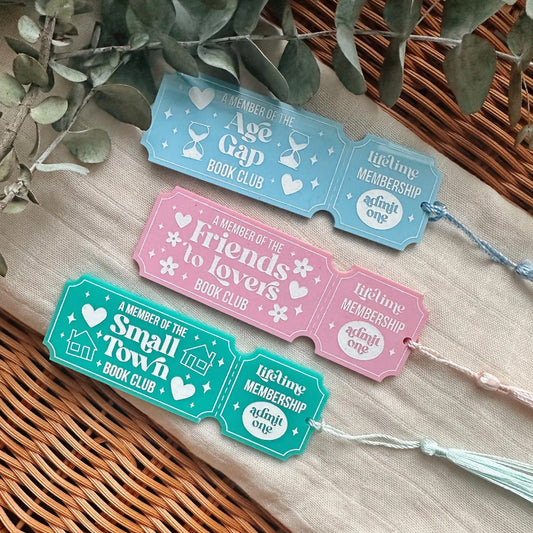 A MEMBER OF THE
Age
Gap
BOOK CLUB
lifetime
MEMBERSHIP
admit
one
A MEMBER OF THE
Friends
to Lovers
BOOK CLUB
lifetime
MEMBERSHIP
admit
one
A MEMBER OF THE
Small
Town
BOOK CLUB
lifetime
MEMBERSHIP
admit
one